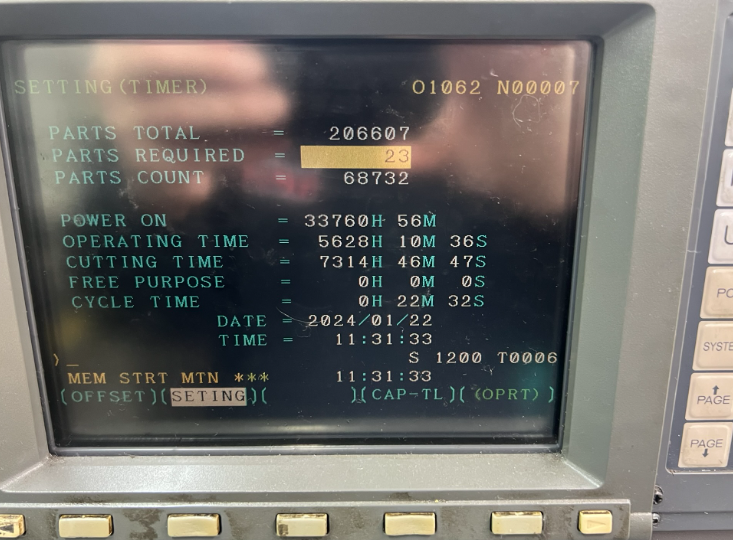 SETTING(TIMER) O1062 N00007
PARTS TOTAL = 206607
PARTS REQUIRED = 23
PARTS COUNT = 68732
POWER ON = 33760H 56M
OPERATING TIME = 5628H 10M 36S
CUTTING TIME = 7314H 46M 47S
FREE PURPOSE = 0H 0M 0S
CYCLE TIME = 0H 22M 32S
DATE = 2024/01/22
TIME = 11:31:33
>_ S 1200 T0006
MEM STRT MTN *** 11:31:33
(OFFSET)(SETING)( )(CAP-TL)((OPRT))
SYSTE
PAGE
PAGE